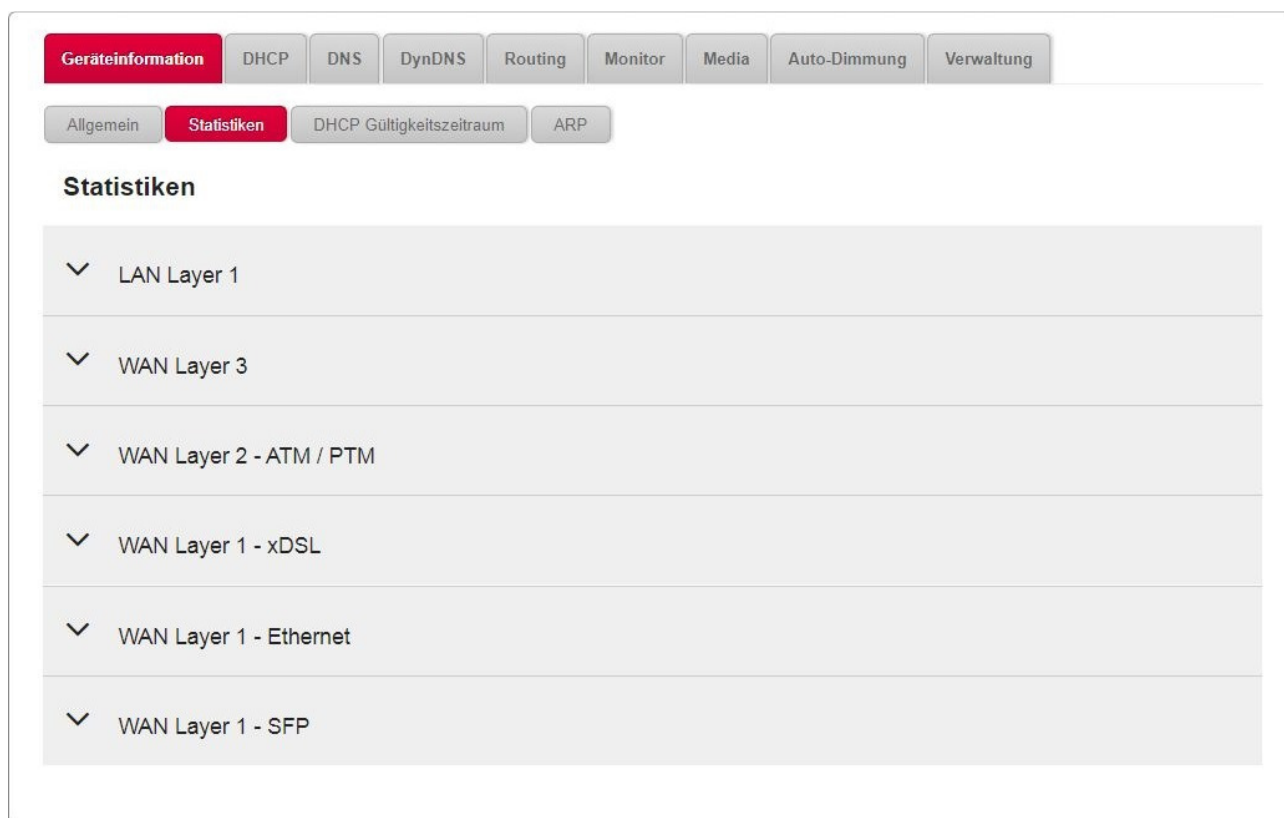 Geräteinformation DHCP DNS DynDNS Routing Monitor Media Auto-Dimmung Verwaltung
Allgemein Statistiken DHCP Gültigkeitszeitraum ARP
Statistiken
LAN Layer 1
WAN Layer 3
WAN Layer 2 - ATM / PTM
WAN Layer 1 - xDSL
WAN Layer 1 - Ethernet
WAN Layer 1 - SFP